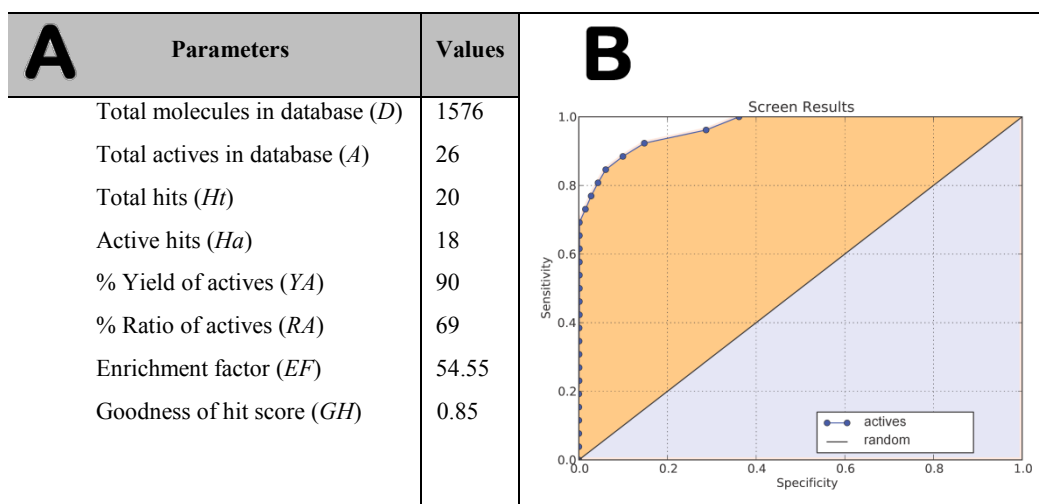 A
Parameters Values
Total molecules in database (D) 1576
Total actives in database (A) 26
Total hits (Ht) 20
Active hits (Ha) 18
% Yield of actives (YA) 90
% Ratio of actives (RA) 69
Enrichment factor (EF) 54.55
Goodness of hit score (GH) 0.85
B
Screen Results
1.0
0.8
0.6
0.4
0.2
0.0
Sensitivity
actives
random
0.0 0.2 0.4 0.6 0.8 1.0
Specificity